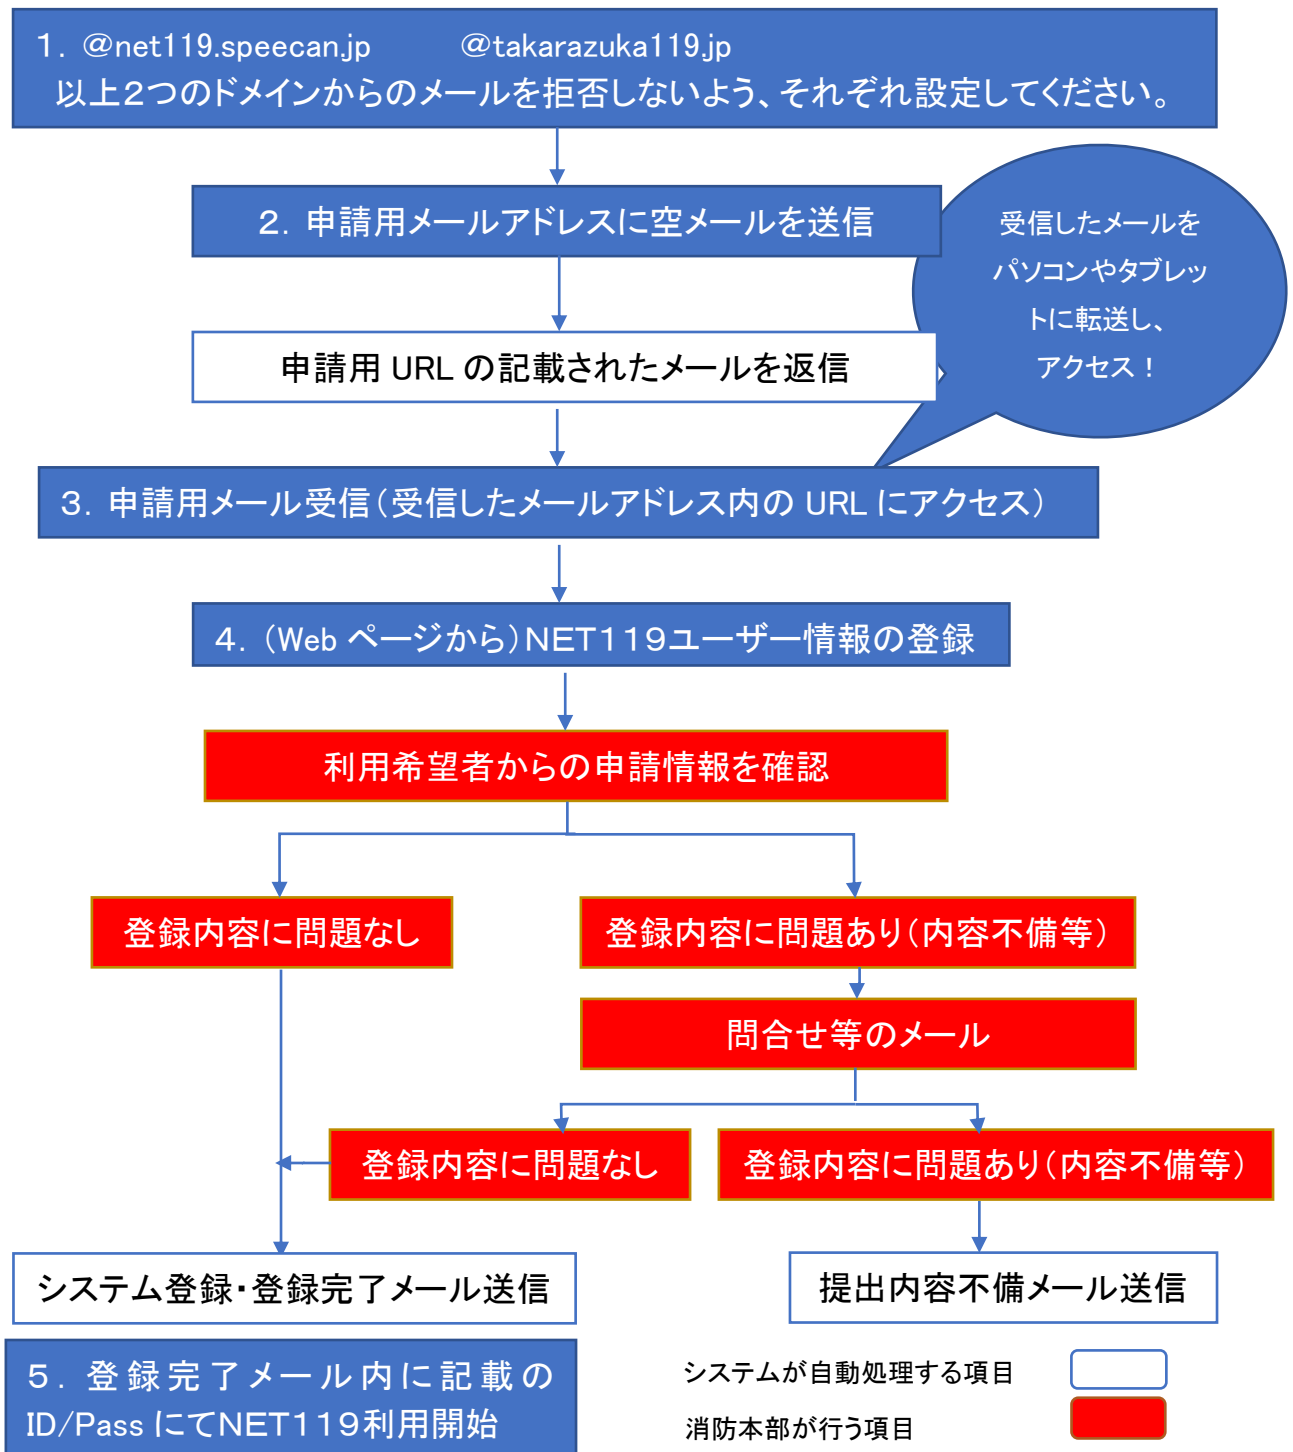 １．@net119.speecan.jp　　@takarazuka119.jp
以上２つのドメインからのメールを拒否しないよう、それぞれ設定してください。
２．申請用メールアドレスに空メールを送信
受信したメールを
パソコンやタブレッ
トに転送し、
アクセス！
申請用 URL の記載されたメールを返信
３．申請用メール受信（受信したメールアドレス内の URL にアクセス）
４．（Web ページから）ＮＥＴ１１９ユーザー情報の登録
利用希望者からの申請情報を確認
登録内容に問題なし
登録内容に問題あり（内容不備等）
問合せ等のメール
登録内容に問題なし
登録内容に問題あり（内容不備等）
システム登録・登録完了メール送信
提出内容不備メール送信
５．登録完了メール内に記載の
ID/Pass にてＮＥＴ１１９利用開始
システムが自動処理する項目
消防本部が行う項目